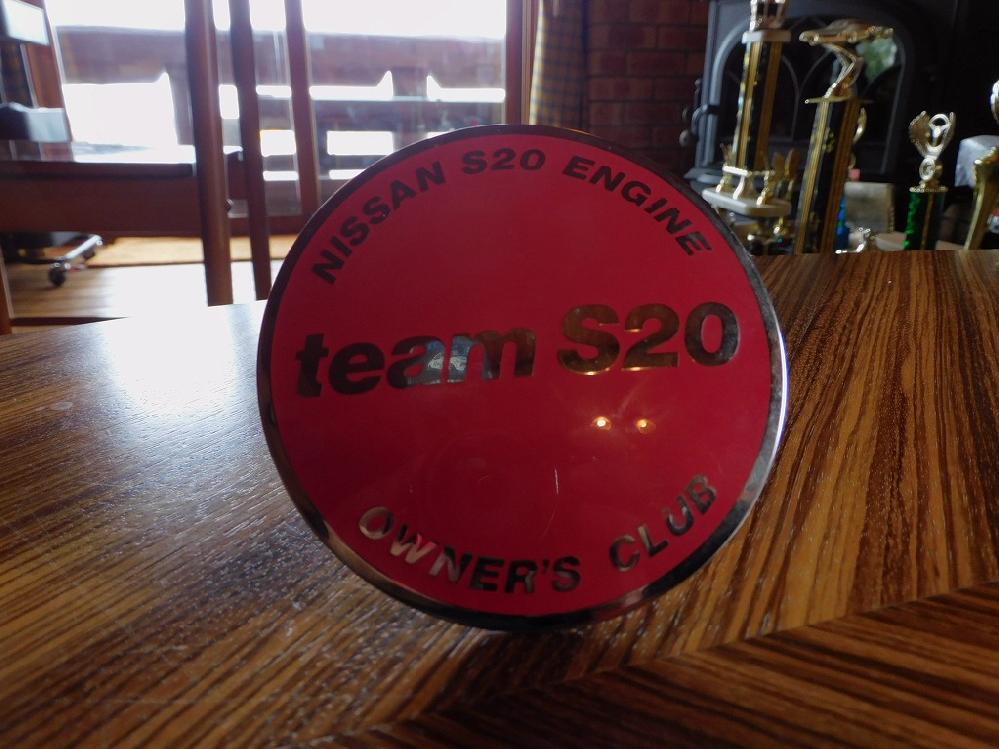 NISSAN S20 ENGINE
team S20
OWNER'S CLUB